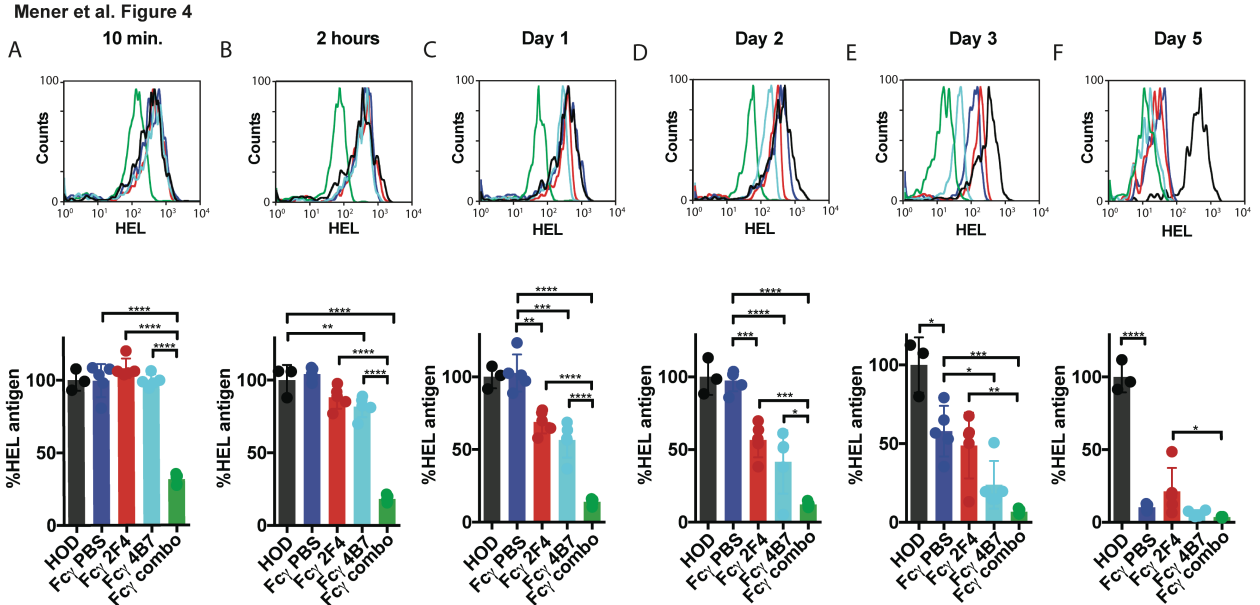 Mener et al. Figure 4
A 10 min. B 2 hours C Day 1 D Day 2 E Day 3 F Day 5
100 100 100 100 100 100
Counts Counts Counts Counts Counts Counts
0 0 0 0 0 0
10⁰ 10¹ 10² 10³ 10⁴ 10⁰ 10¹ 10² 10³ 10⁴ 10⁰ 10¹ 10² 10³ 10⁴ 10⁰ 10¹ 10² 10³ 10⁴ 10⁰ 10¹ 10² 10³ 10⁴ 10⁰ 10¹ 10² 10³ 10⁴
HEL HEL HEL HEL HEL HEL
**** **** ****
**** ** **** ****
**** *** ** **** ****
**** **** *** *** *
* *** * **
**** *
%HEL antigen %HEL antigen %HEL antigen %HEL antigen %HEL antigen %HEL antigen
100 100 100 100 100 100
50 50 50 50 50 50
0 0 0 0 0 0
HOD Fcγ PBS Fcγ 2F4 Fcγ 4B7 Fcγ combo
HOD Fcγ PBS Fcγ 2F4 Fcγ 4B7 Fcγ combo
HOD Fcγ PBS Fcγ 2F4 Fcγ 4B7 Fcγ combo
HOD Fcγ PBS Fcγ 2F4 Fcγ 4B7 Fcγ combo
HOD Fcγ PBS Fcγ 2F4 Fcγ 4B7 Fcγ combo
HOD Fcγ PBS Fcγ 2F4 Fcγ 4B7 Fcγ combo